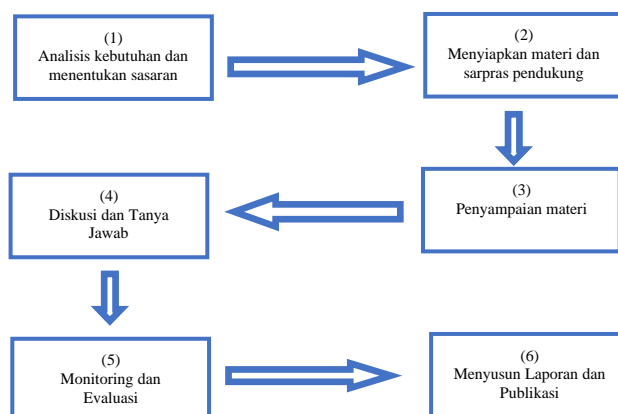 (1)
Analisis kebutuhan dan
menentukan sasaran
(2)
Menyiapkan materi dan
sarpras pendukung
(3)
Penyampaian materi
(4)
Diskusi dan Tanya
Jawab
(5)
Monitoring dan
Evaluasi
(6)
Menyusun Laporan dan
Publikasi